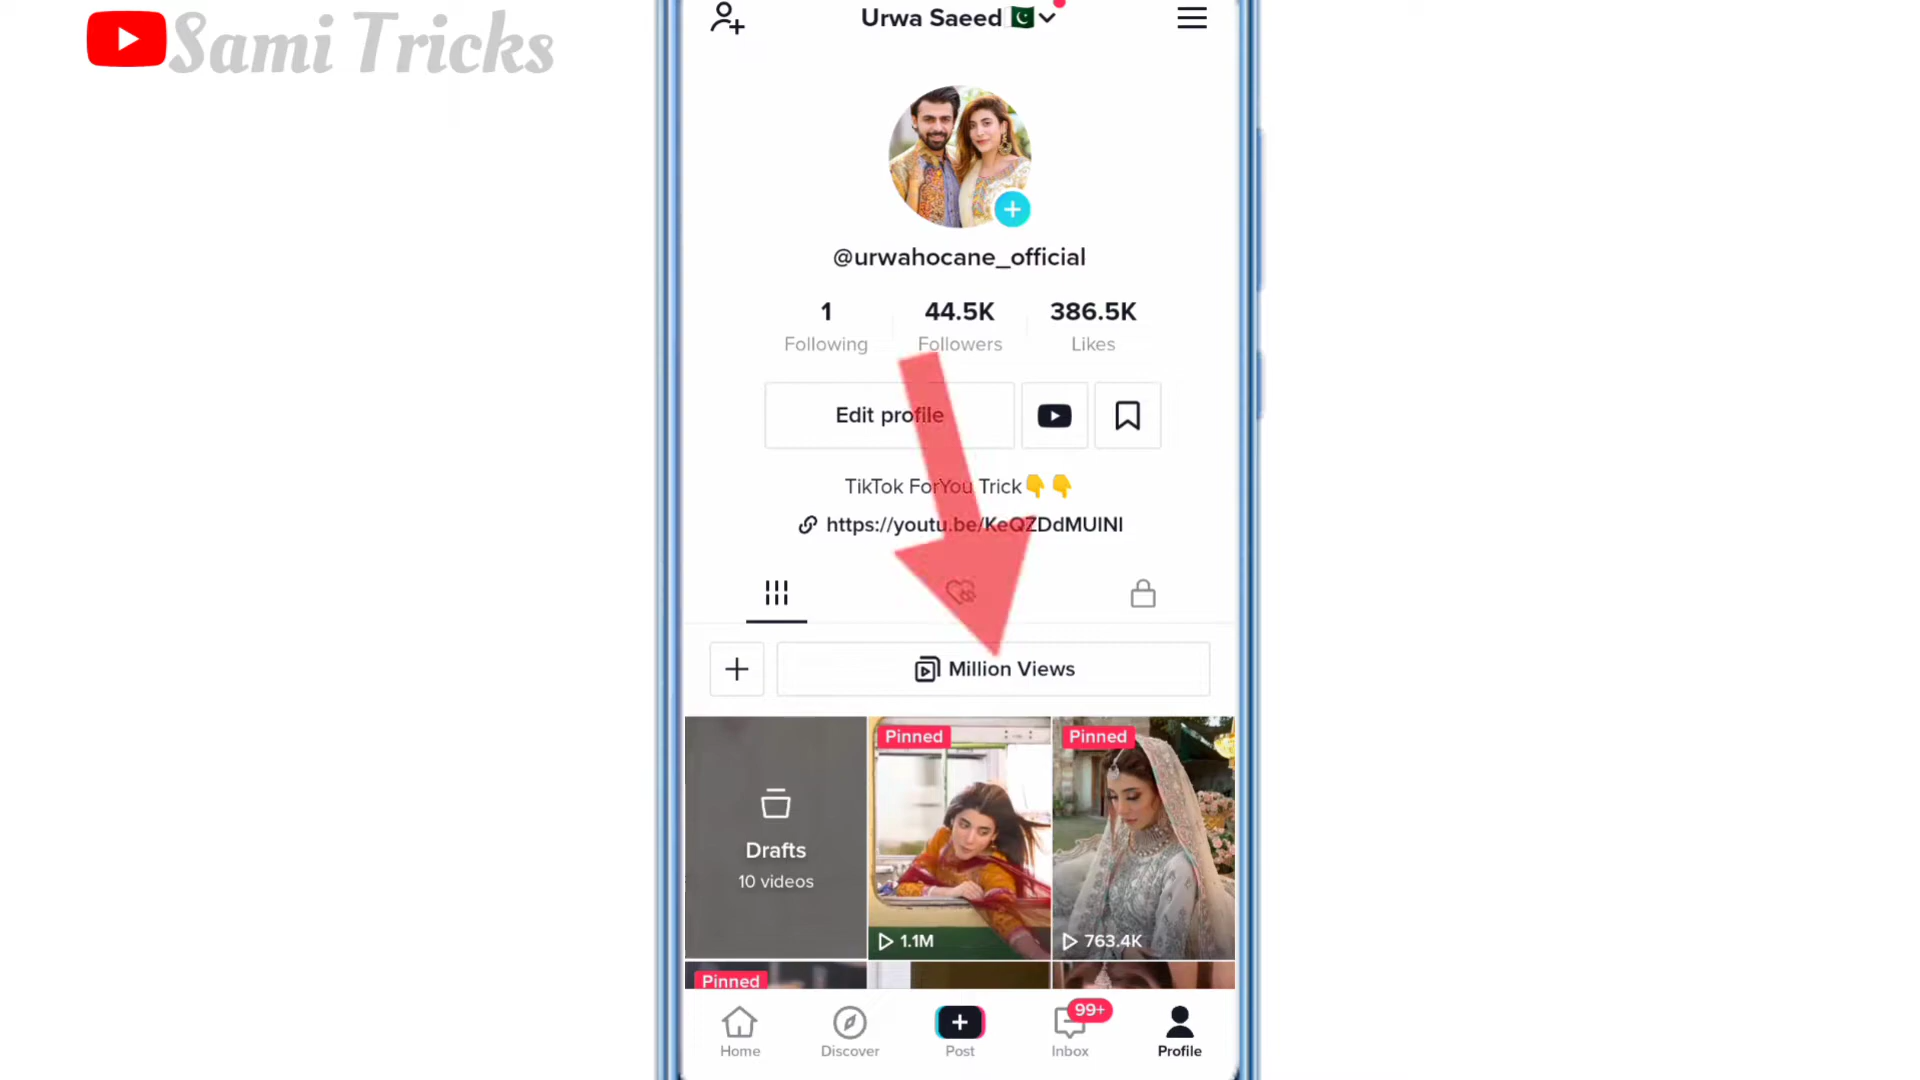 Sami Tricks
Urwa Saeed
@urwahocane_official
1 44.5K 386.5K
Following Followers Likes
Edit profile
TikTok ForYou Trick👇👇
https://youtu.be/KeQZDdMUlNI
Million Views
Pinned Pinned
Drafts
10 videos
1.1M 763.4K
Pinned
99+
Home Discover Post Inbox Profile